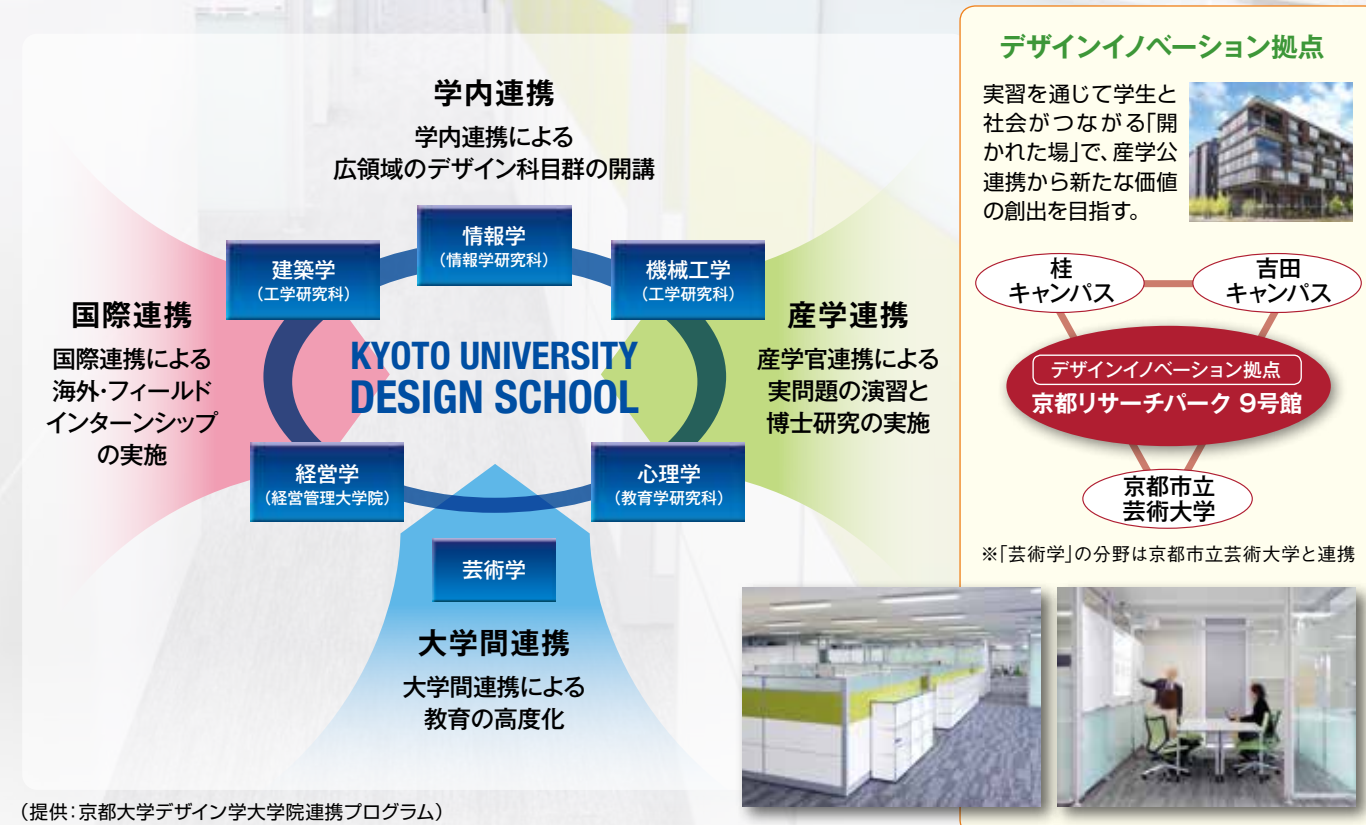 学内連携
学内連携による
広領域のデザイン科目群の開講
情報学
(情報学研究科)
建築学
(工学研究科)
機械工学
(工学研究科)
国際連携
国際連携による
海外・フィールド
インターンシップ
の実施
KYOTO UNIVERSITY
DESIGN SCHOOL
産学連携
産学官連携による
実問題の演習と
博士研究の実施
経営学
(経営管理大学院)
心理学
(教育学研究科)
芸術学
大学間連携
大学間連携による
教育の高度化
(提供:京都大学デザイン学大学院連携プログラム)
デザインイノベーション拠点
実習を通じて学生と
社会がつながる「開
かれた場」で、産学公
連携から新たな価値
の創出を目指す。
桂
キャンパス
吉田
キャンパス
デザインイノベーション拠点
京都リサーチパーク 9号館
京都市立
芸術大学
※「芸術学」の分野は京都市立芸術大学と連携